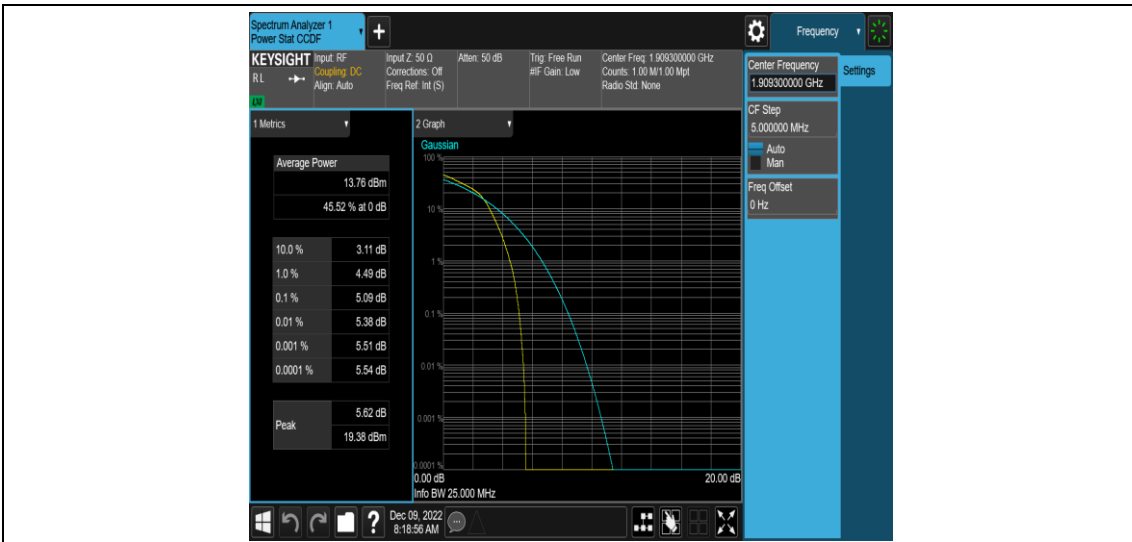 Spectrum Analyzer 1
Power Stat CCDF
+
Frequency
KEYSIGHT
RL
LXI
Input: RF
Coupling: DC
Align: Auto
Input Z: 50 Ω
Corrections: Off
Freq Ref: Int (S)
Atten: 50 dB
Trig: Free Run
#IF Gain: Low
Center Freq: 1.909300000 GHz
Counts: 1.00 M/1.00 Mpt
Radio Std: None
Center Frequency
1.909300000 GHz
Settings
CF Step
5.000000 MHz
Auto
Man
Freq Offset
0 Hz
1 Metrics
Average Power
13.76 dBm
45.52 % at 0 dB
10.0 % 3.11 dB
1.0 % 4.49 dB
0.1 % 5.09 dB
0.01 % 5.38 dB
0.001 % 5.51 dB
0.0001 % 5.54 dB
Peak
5.62 dB
19.38 dBm
2 Graph
Gaussian
100 %
10 %
1 %
0.1 %
0.01 %
0.001 %
0.0001 %
0.00 dB 20.00 dB
Info BW 25.000 MHz
?
Dec 09, 2022
8:18:56 AM